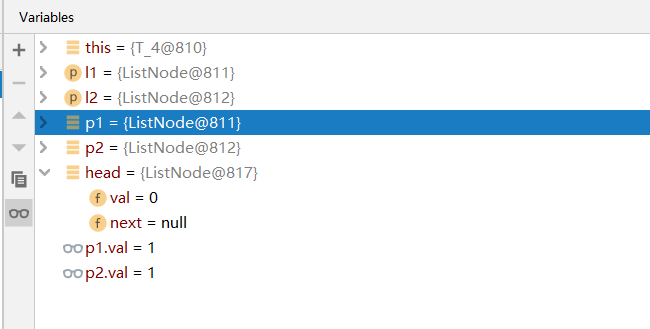 Variables
this = {T_4@810}
p l1 = {ListNode@811}
p l2 = {ListNode@812}
p1 = {ListNode@811}
p2 = {ListNode@812}
head = {ListNode@817}
f val = 0
f next = null
p1.val = 1
p2.val = 1